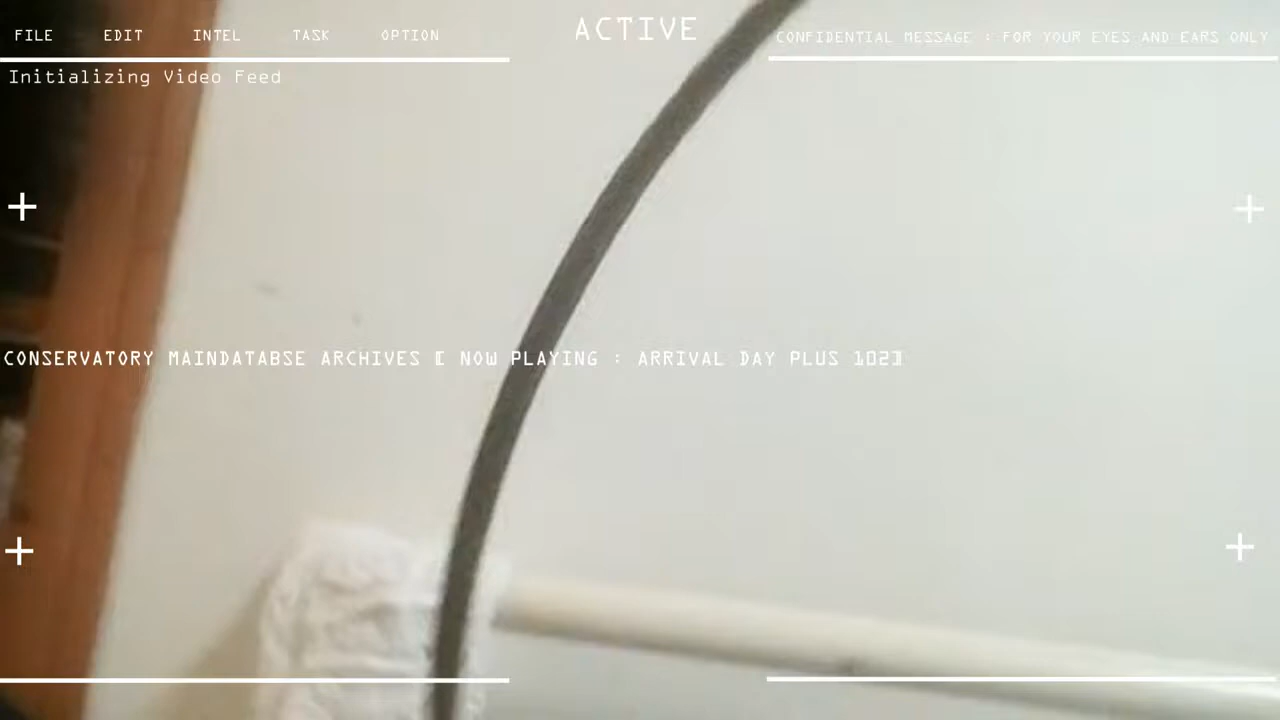 FILE EDIT INTEL TASK OPTION
ACTIVE
CONFIDENTIAL MESSAGE : FOR YOUR EYES AND EARS ONLY
Initializing Video Feed
CONSERVATORY MAINDATABSE ARCHIVES [ NOW PLAYING : ARRIVAL DAY PLUS 102]